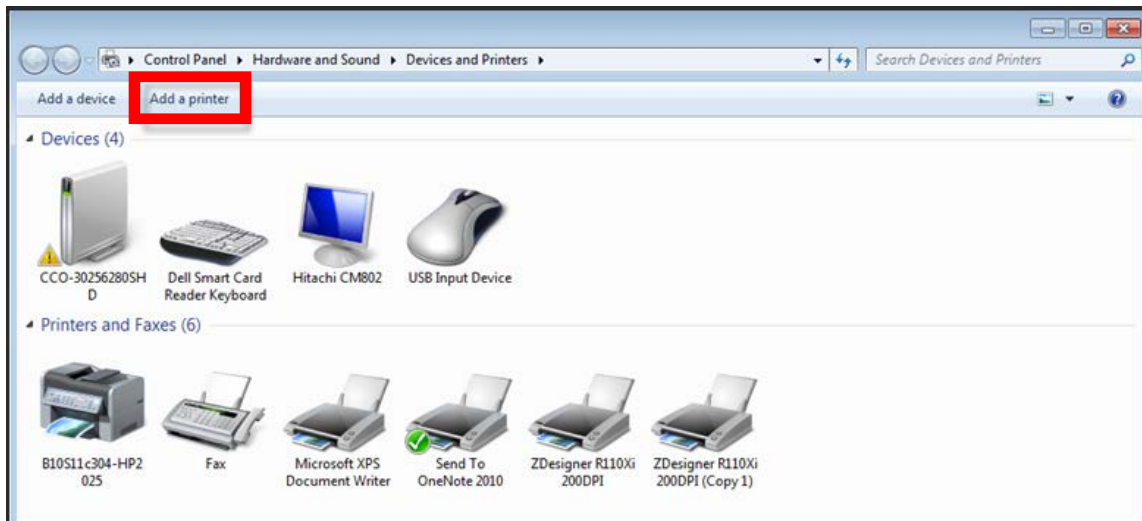 Control Panel ▸ Hardware and Sound ▸ Devices and Printers ▸
Search Devices and Printers
Add a device
Add a printer
Devices (4)
CCO-30256280SH
D
Dell Smart Card
Reader Keyboard
Hitachi CM802
USB Input Device
Printers and Faxes (6)
B10S11c304-HP2
025
Fax
Microsoft XPS
Document Writer
Send To
OneNote 2010
ZDesigner R110Xi
200DPI
ZDesigner R110Xi
200DPI (Copy 1)